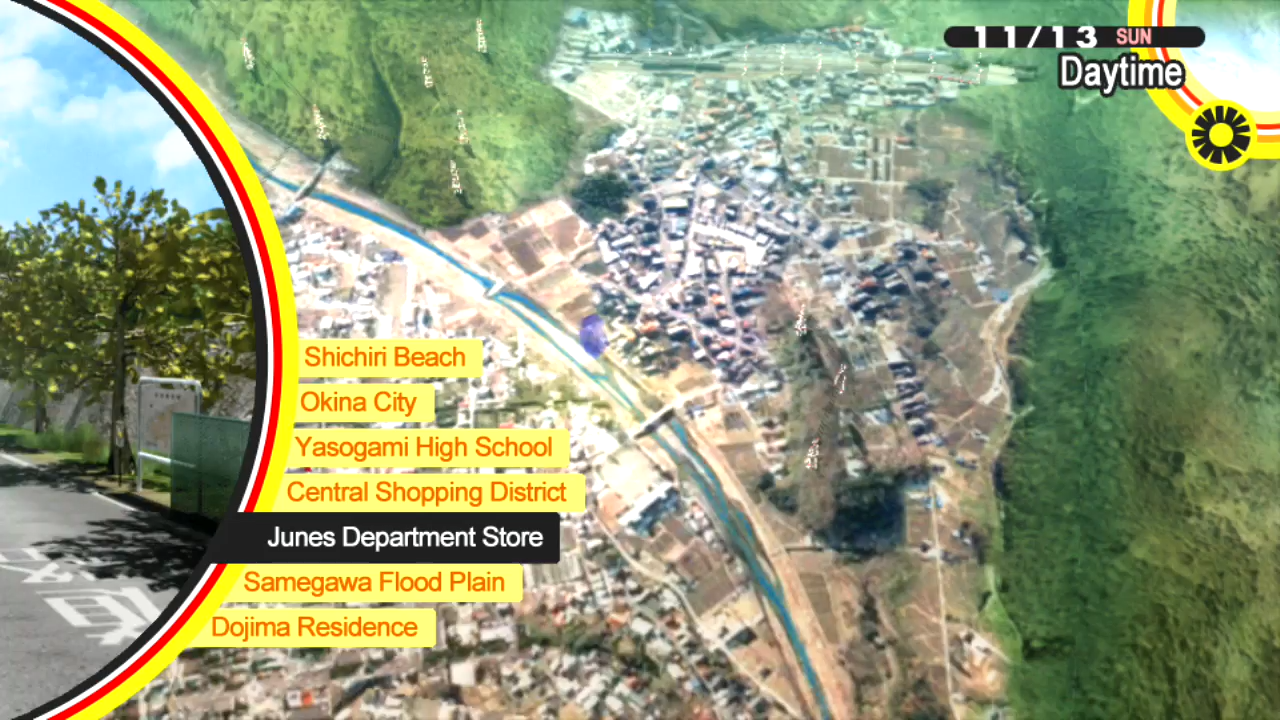 11/13 SUN
Daytime
Shichiri Beach
Okina City
Yasogami High School
Central Shopping District
Junes Department Store
Samegawa Flood Plain
Dojima Residence